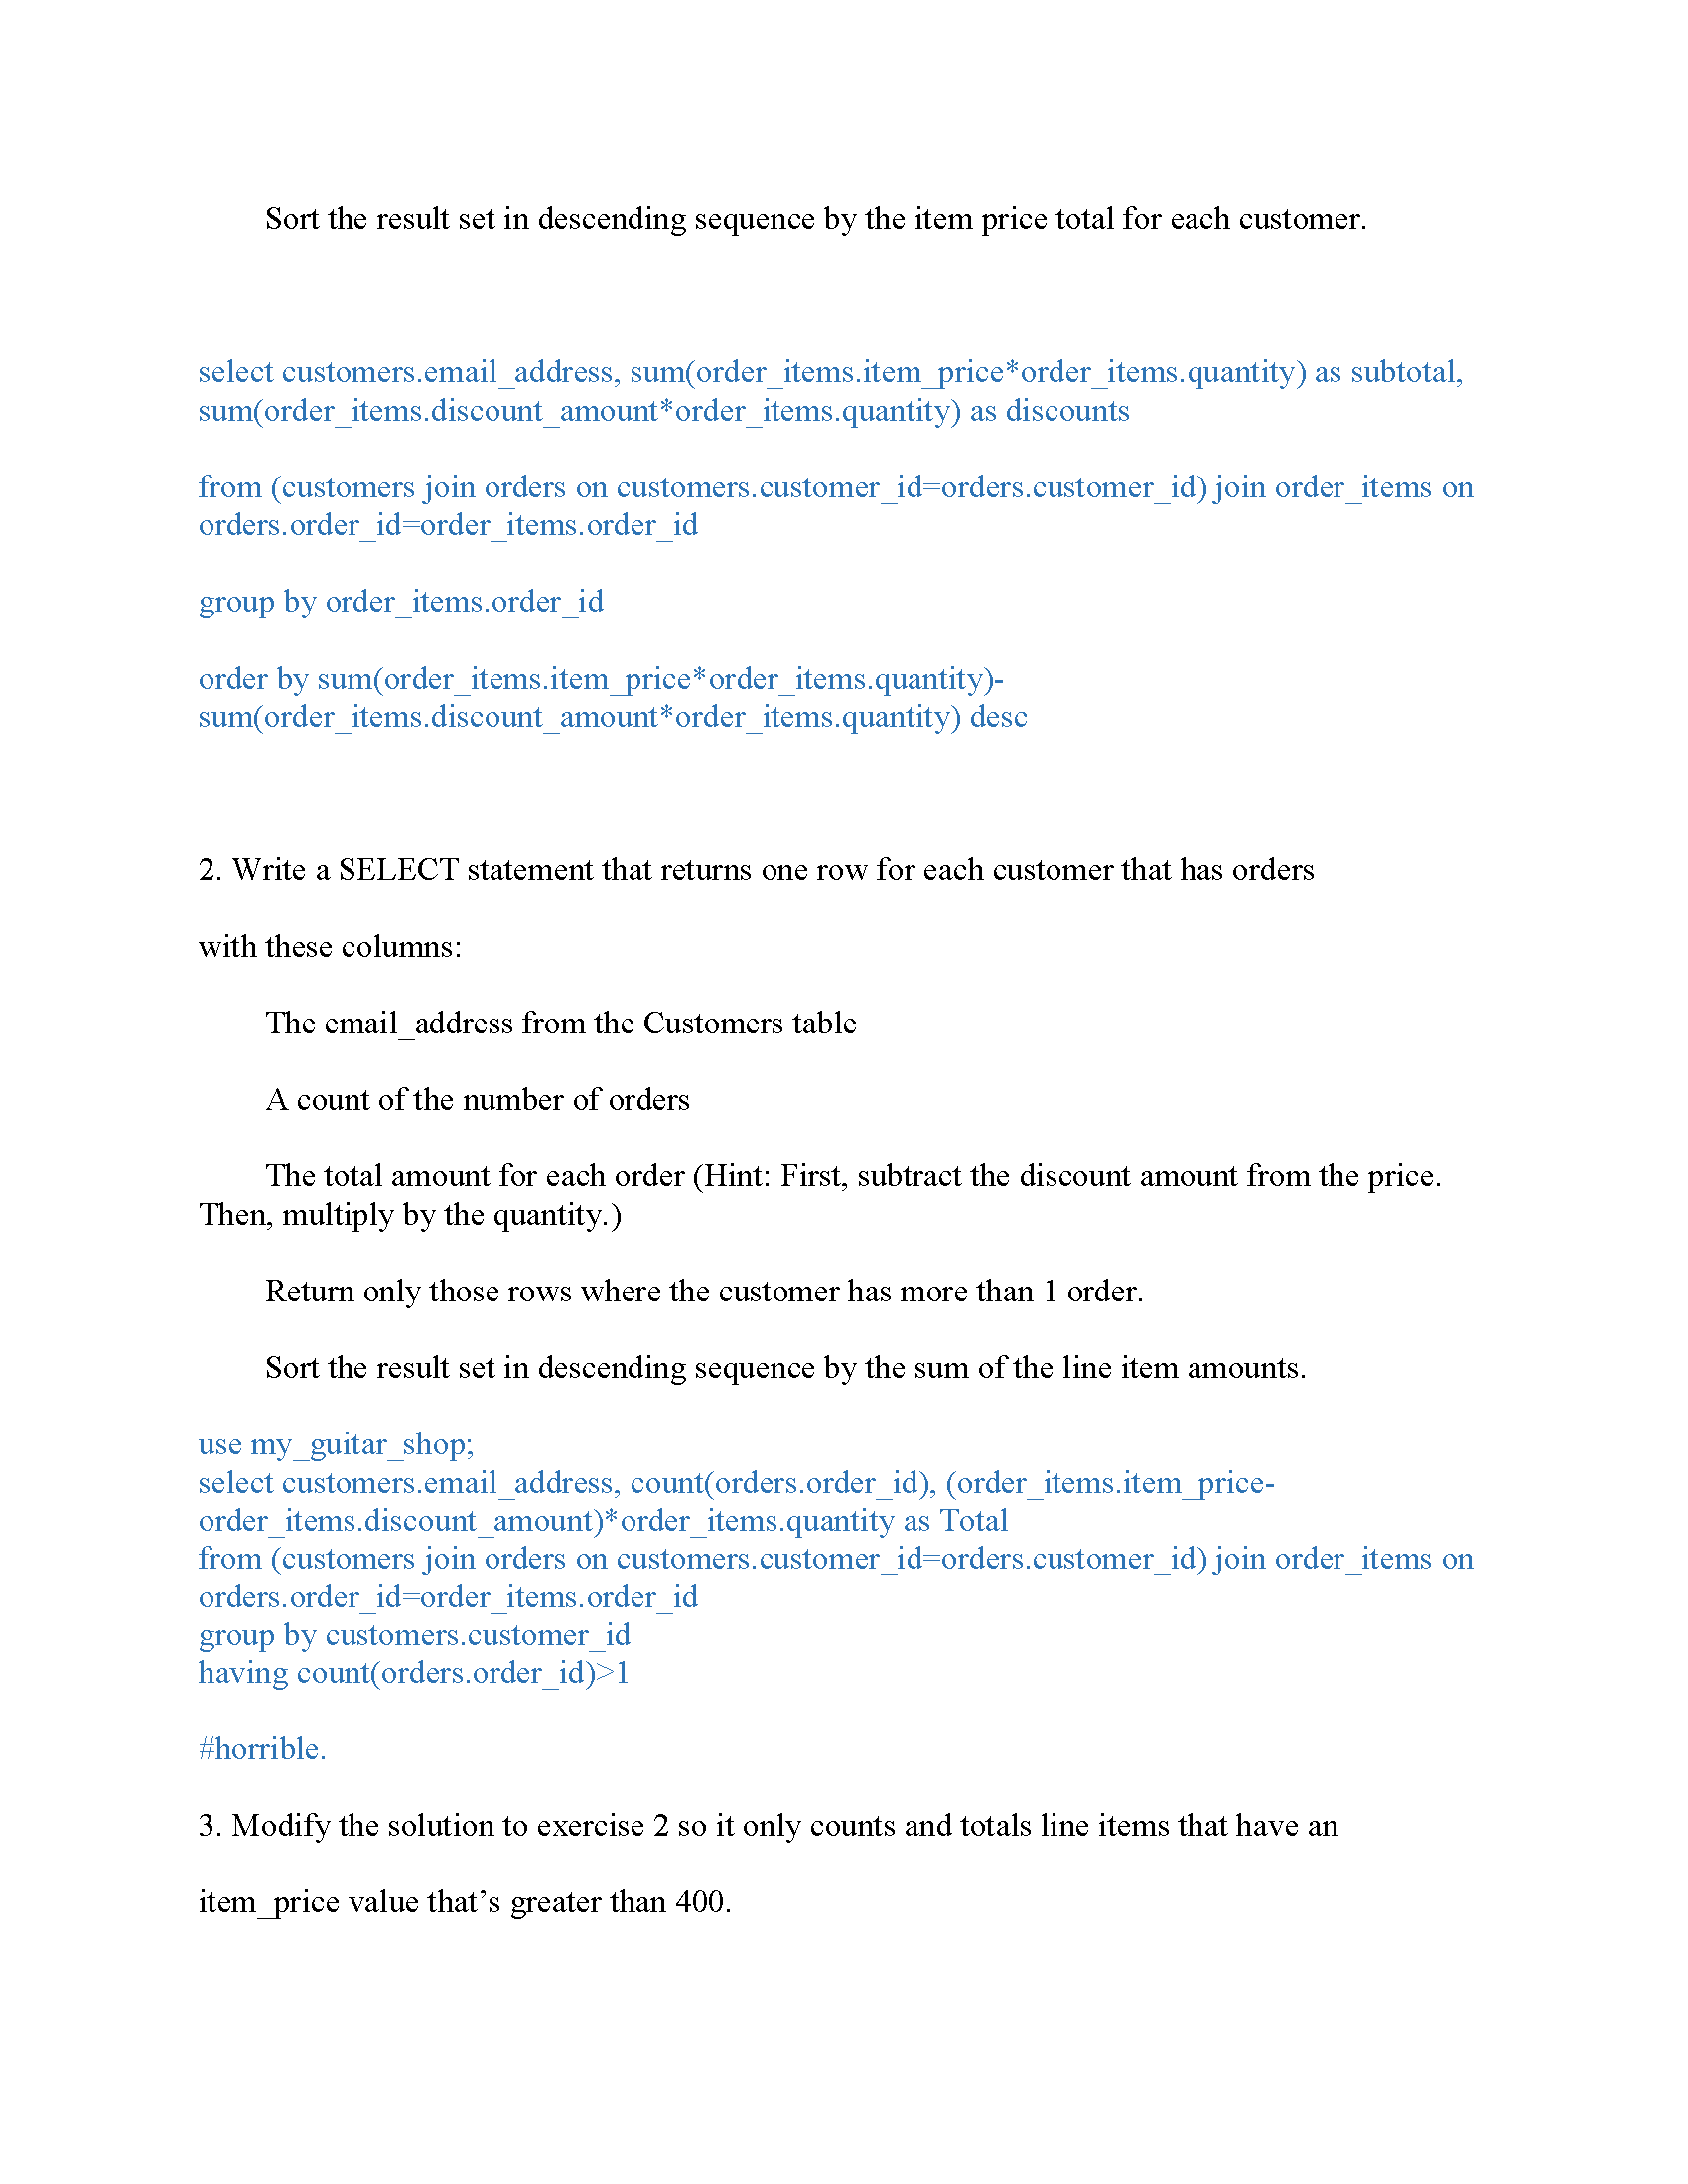 Sort the result set in descending sequence by the item price total for each customer.
select customers.email_address, sum(order_items.item_price*order_items.quantity) as subtotal,
sum(order_items.discount_amount*order_items.quantity) as discounts
from (customers join orders on customers.customer_id=orders.customer_id) join order_items on
orders.order_id=order_items.order_id
group by order_items.order_id
order by sum(order_items.item_price*order_items.quantity)-
sum(order_items.discount_amount*order_items.quantity) desc
2. Write a SELECT statement that returns one row for each customer that has orders
with these columns:
The email_address from the Customers table
A count of the number of orders
The total amount for each order (Hint: First, subtract the discount amount from the price.
Then, multiply by the quantity.)
Return only those rows where the customer has more than 1 order.
Sort the result set in descending sequence by the sum of the line item amounts.
use my_guitar_shop;
select customers.email_address, count(orders.order_id), (order_items.item_price-
order_items.discount_amount)*order_items.quantity as Total
from (customers join orders on customers.customer_id=orders.customer_id) join order_items on
orders.order_id=order_items.order_id
group by customers.customer_id
having count(orders.order_id)>1
#horrible.
3. Modify the solution to exercise 2 so it only counts and totals line items that have an
item_price value that’s greater than 400.